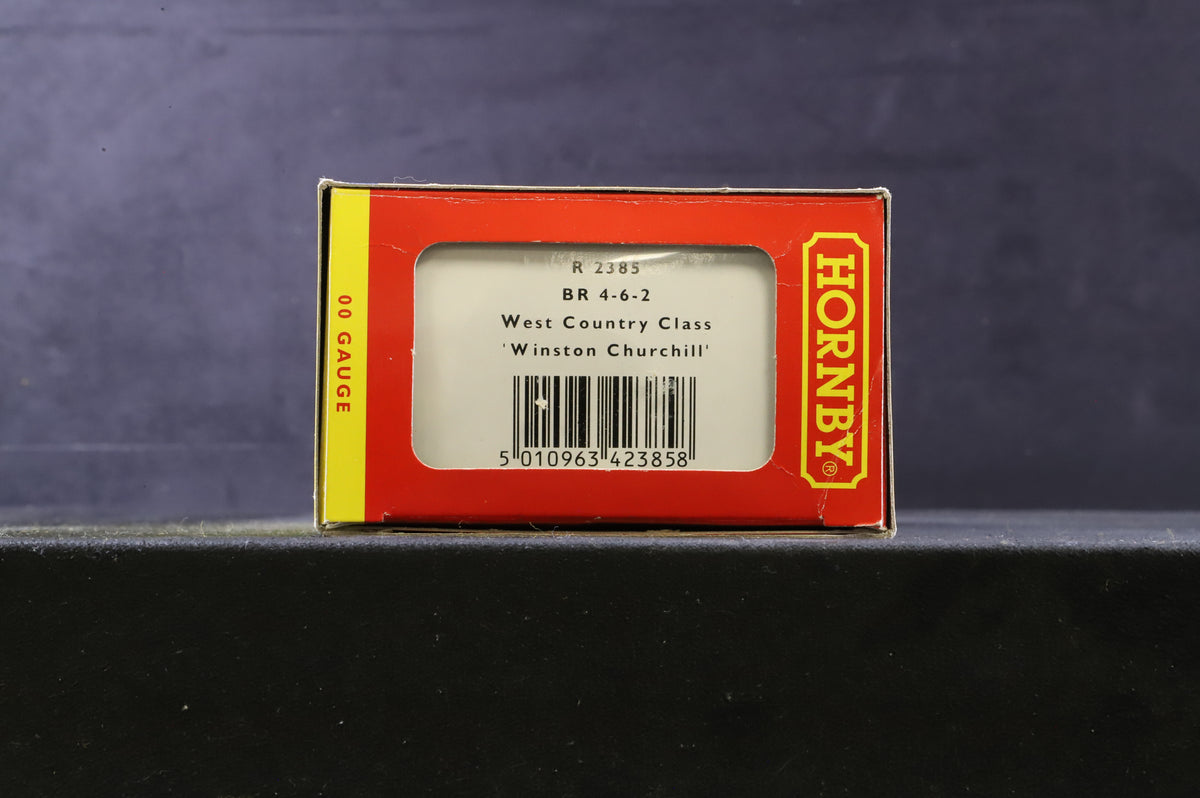 00 GAUGE
R 2385
BR 4-6-2
West Country Class
'Winston Churchill'
5 010963 423858
HORNBY®